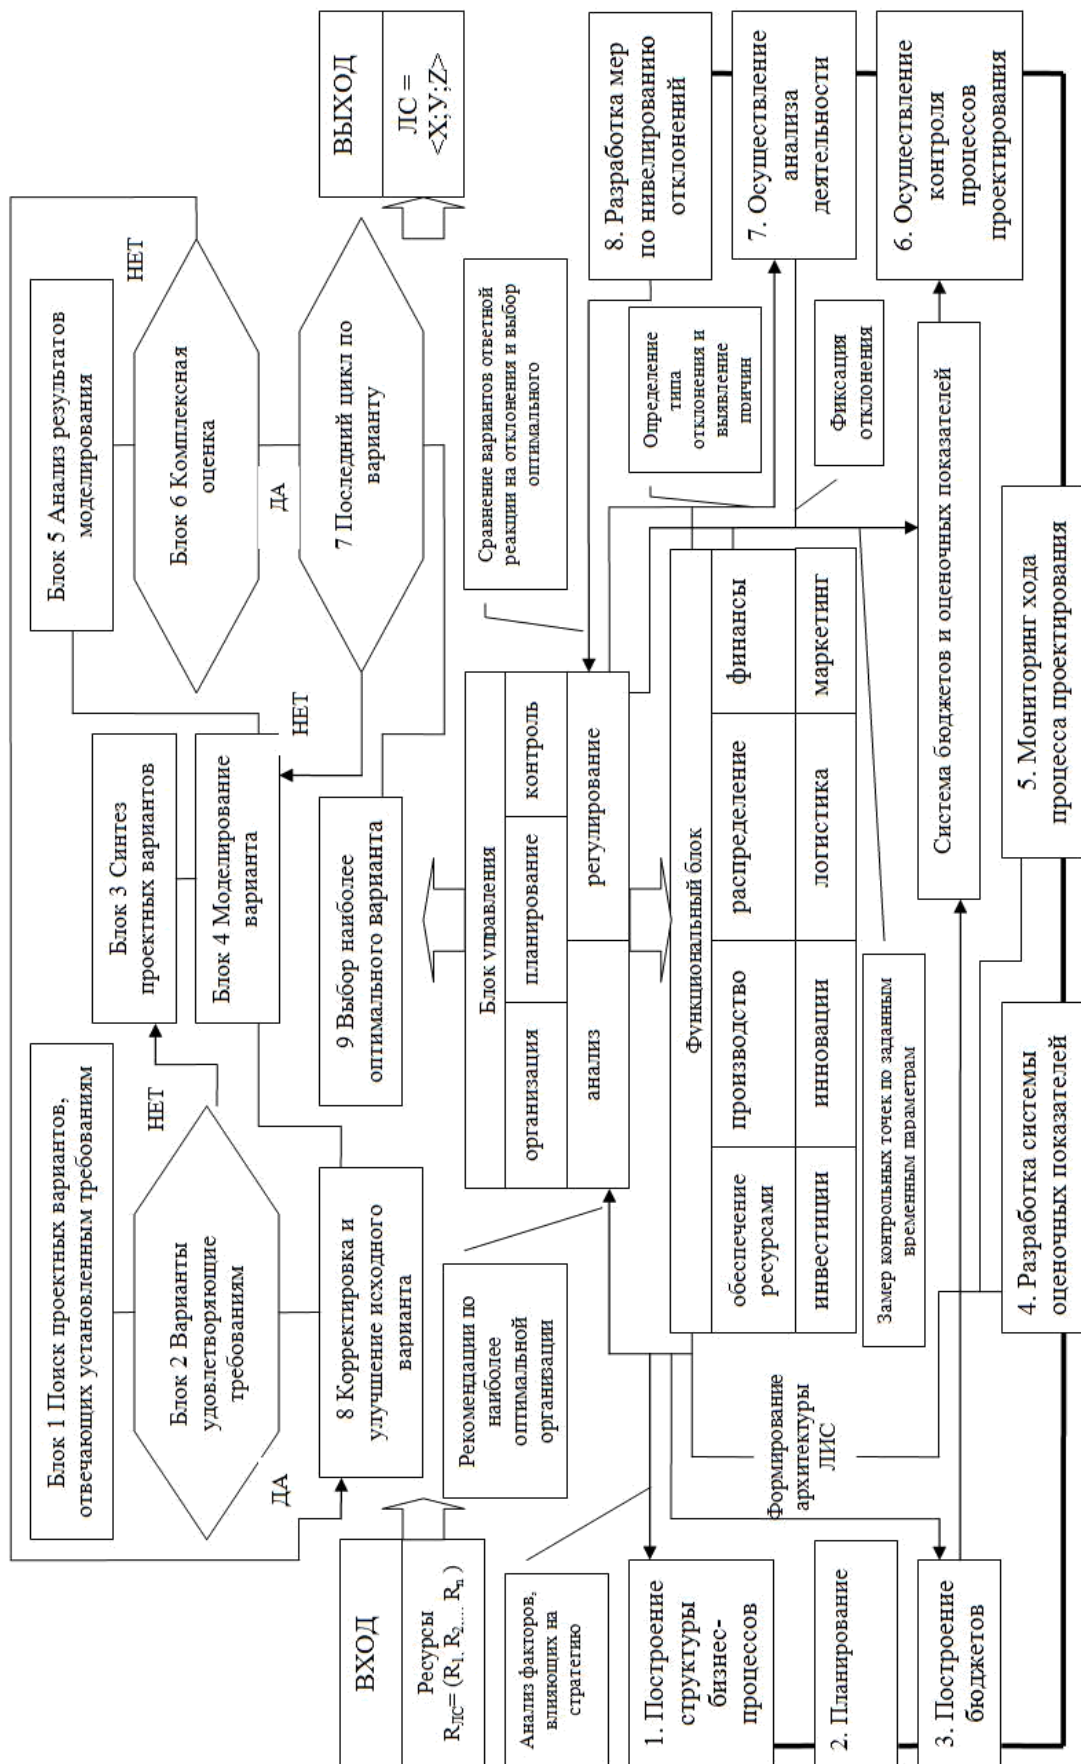 Блок 1 Поиск проектных вариантов,
отвечающих установленным требованиям
Блок 2 Варианты
удовлетворяющие
требованиям
НЕТ
ДА
Блок 3 Синтез
проектных вариантов
Блок 4 Моделирование
варианта
НЕТ
Блок 5 Анализ результатов
моделирования
Блок 6 Комплексная
оценка
НЕТ
ДА
7 Последний цикл по
варианту
8 Корректировка и
улучшение исходного
варианта
9 Выбор наиболее
оптимального варианта
ВХОД
Ресурсы
RЛС= (R1, R2.... Rn )
ВЫХОД
ЛС =
<X;У;Z>
Анализ факторов,
влияющих на
стратегию
Рекомендации по
наиболее
оптимальной
организации
Блок управления
организация
планирование
контроль
анализ
регулирование
Сравнение вариантов ответной
реакции на отклонения и выбор
оптимального
Функциональный блок
обеспечение
ресурсами
производство
распределение
финансы
инвестиции
инновации
логистика
маркетинг
Определение
типа
отклонения и
выявление
причин
Фиксация
отклонения
Замер контрольных точек по заданным
временным параметрам
Формирование
архитектуры
ЛИС
Система бюджетов и оценочных показателей
1. Построение
структуры
бизнес-
процессов
2. Планирование
3. Построение
бюджетов
4. Разработка системы
оценочных показателей
5. Мониторинг хода
процесса проектирования
6. Осуществление
контроля
процессов
проектирования
7. Осуществление
анализа
деятельности
8. Разработка мер
по нивелированию
отклонений